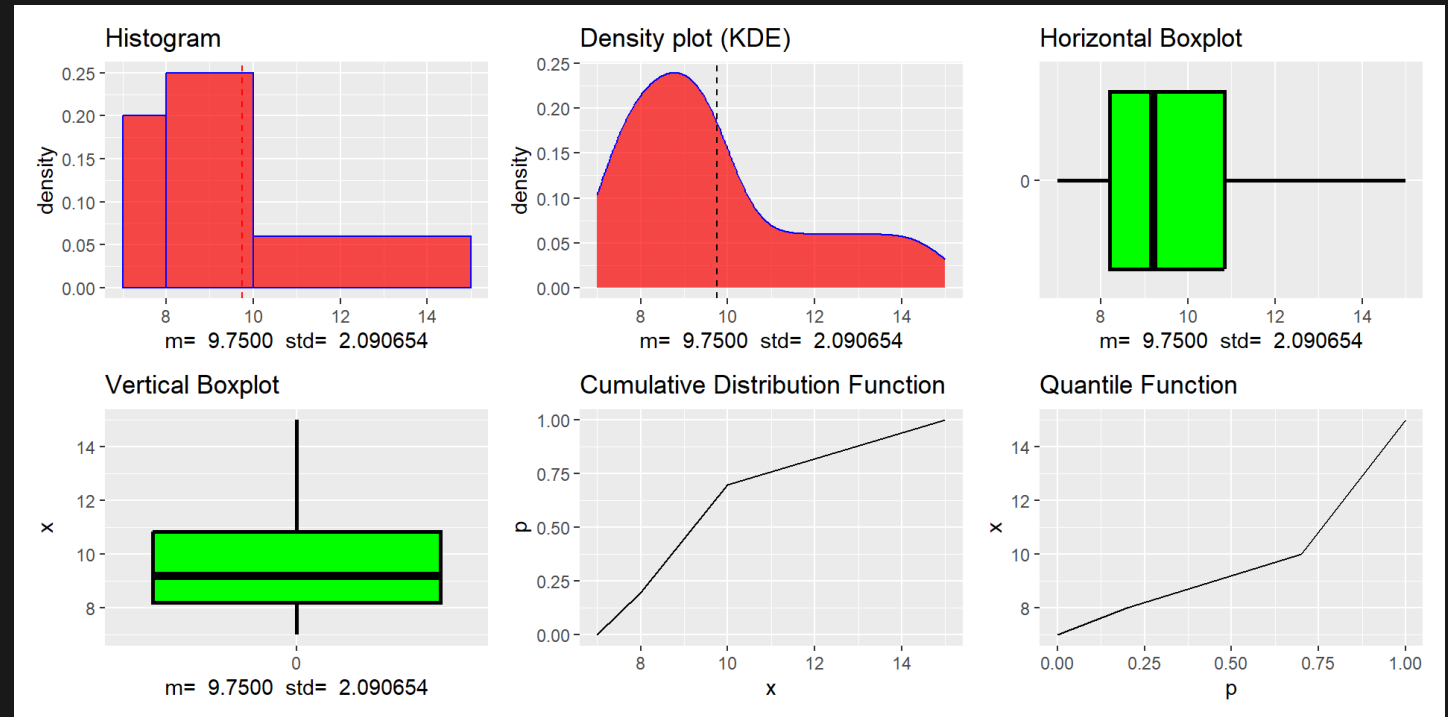 Histogram
density
0.25
0.20
0.15
0.10
0.05
0.00
8 10 12 14
m= 9.7500 std= 2.090654
Density plot (KDE)
density
0.25
0.20
0.15
0.10
0.05
0.00
8 10 12 14
m= 9.7500 std= 2.090654
Horizontal Boxplot
0
8 10 12 14
m= 9.7500 std= 2.090654
Vertical Boxplot
x
14
12
10
8
0
m= 9.7500 std= 2.090654
Cumulative Distribution Function
p
1.00
0.75
0.50
0.25
0.00
8 10 12 14
x
Quantile Function
x
14
12
10
8
0.00 0.25 0.50 0.75 1.00
p